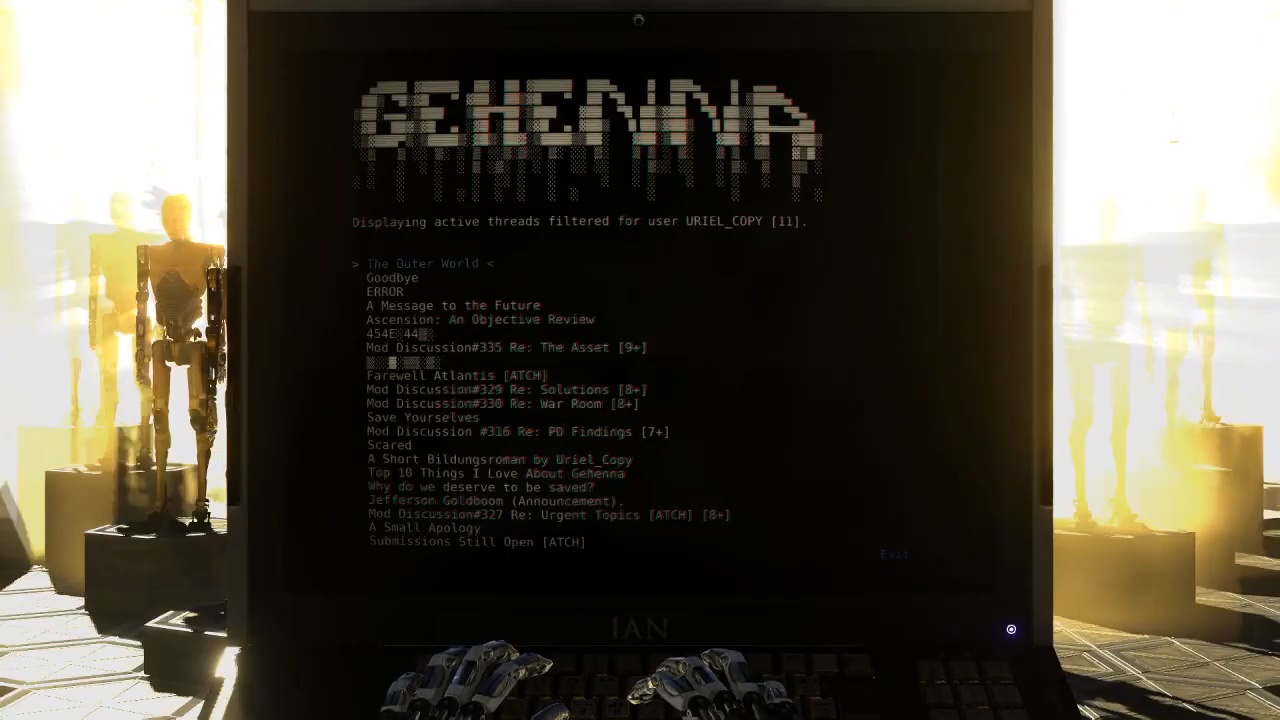 GEHENNA
Displaying active threads filtered for user URIEL_COPY [11].
> The Outer World <
Goodbye
ERROR
A Message to the Future
Ascension: An Objective Review
454E░44▒░
Mod Discussion#335 Re: The Asset [9+]
Farewell Atlantis [ATCH]
Mod Discussion#329 Re: Solutions [8+]
Mod Discussion#330 Re: War Room [8+]
Save Yourselves
Mod Discussion #316 Re: PD Findings [7+]
Scared
A Short Bildungsroman by Uriel_Copy
Top 10 Things I Love About Gehenna
Why do we deserve to be saved?
Jefferson Goldboom (Announcement).
Mod Discussion#327 Re: Urgent Topics [ATCH] [8+]
A Small Apology
Submissions Still Open [ATCH]
Exit
IAN